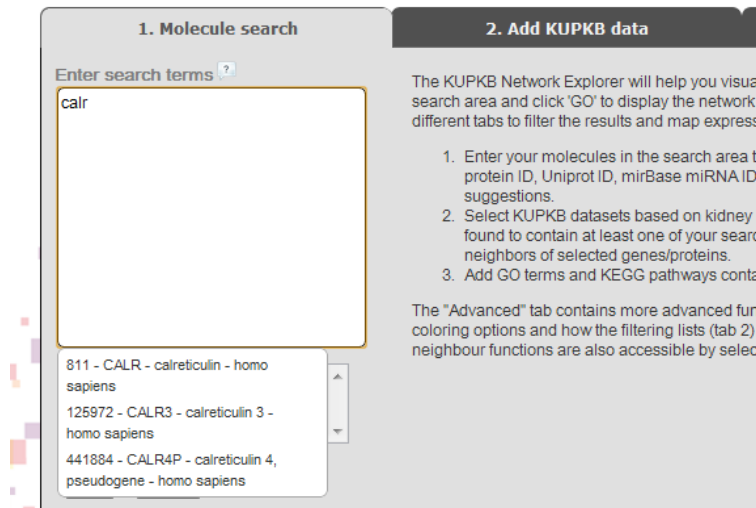 1. Molecule search
2. Add KUPKB data
Enter search terms ?
calr
811 - CALR - calreticulin - homo
sapiens
125972 - CALR3 - calreticulin 3 -
homo sapiens
441884 - CALR4P - calreticulin 4,
pseudogene - homo sapiens
The KUPKB Network Explorer will help you
search area and click 'GO' to display the network
different tabs to filter the results and map
1. Enter your molecules in the search area
protein ID, Uniprot ID, mirBase miRNA ID
suggestions.
2. Select KUPKB datasets based on kidney
found to contain at least one of your
neighbors of selected genes/proteins.
3. Add GO terms and KEGG pathways
The "Advanced" tab contains more advanced
coloring options and how the filtering lists (tab 2)
neighbour functions are also accessible by